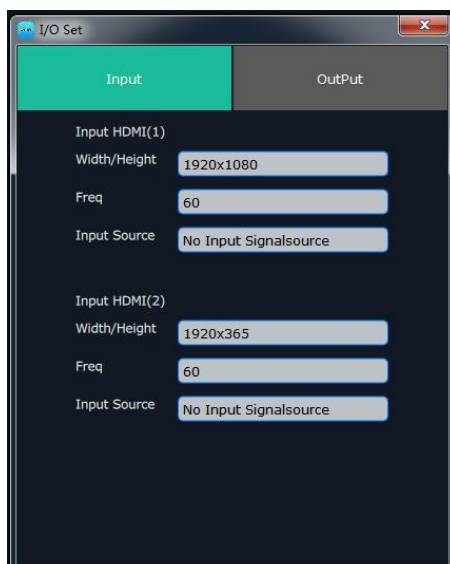 I/O Set
Input
OutPut
Input HDMI(1)
Width/Height 1920x1080
Freq 60
Input Source No Input Signalsource
Input HDMI(2)
Width/Height 1920x365
Freq 60
Input Source No Input Signalsource